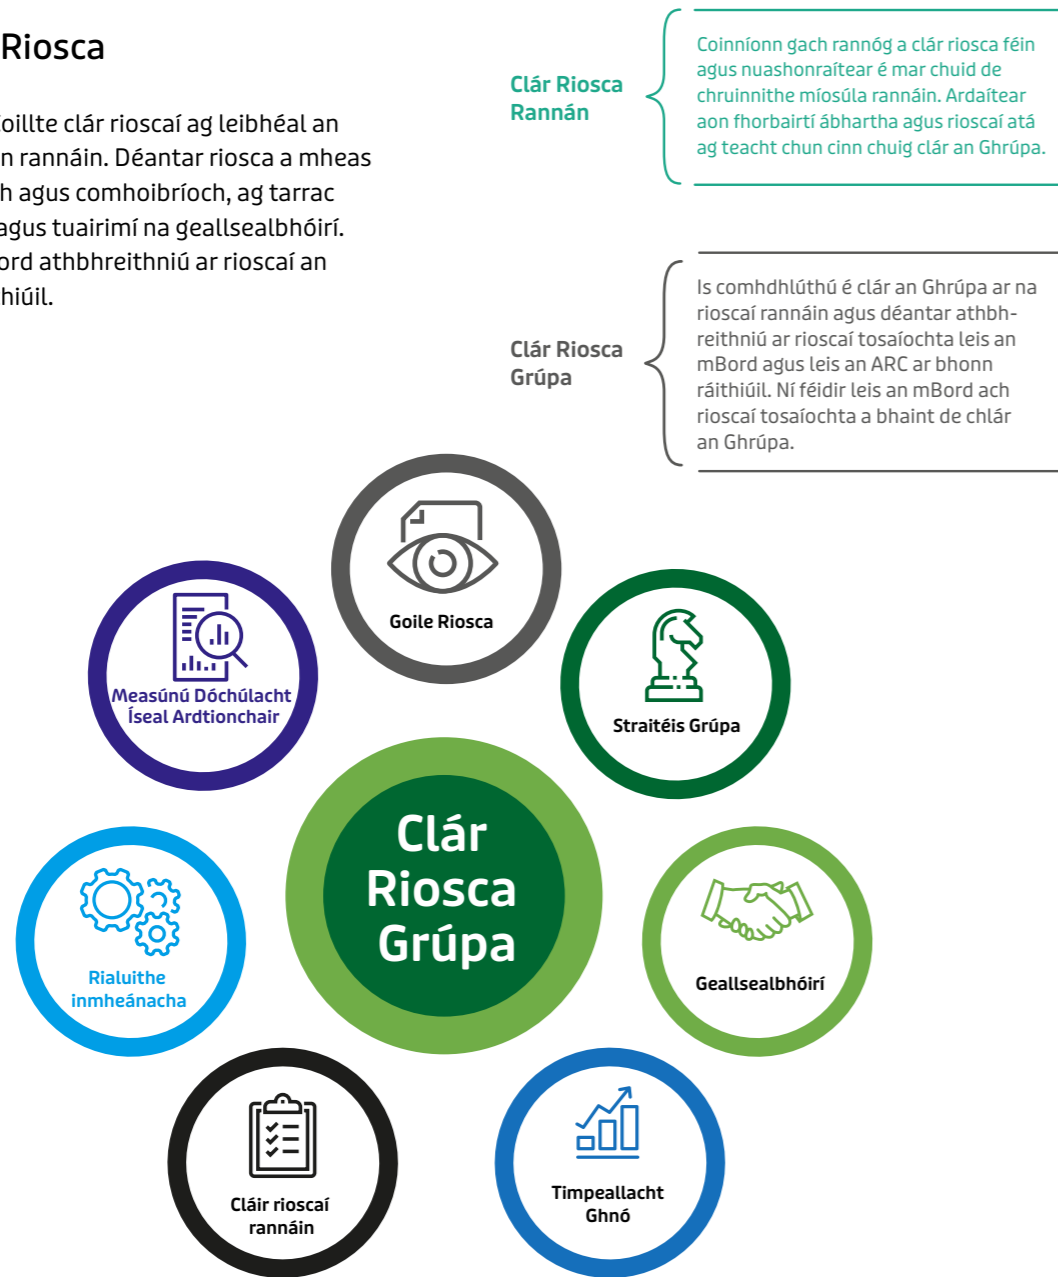 Riosca
oillte clár rioscaí ag leibhéal an
n rannáin. Déantar riosca a mheas
h agus comhoibríoch, ag tarrac
agus tuairimí na geallsealbhóirí.
ord athbhreithniú ar rioscaí an
hiúil.
Clár Riosca
Rannán
Coinníonn gach rannóg a clár riosca féin
agus nuashonraítear é mar chuid de
chruinnithe míosúla rannáin. Ardaítear
aon fhorbairtí ábhartha agus rioscaí atá
ag teacht chun cinn chuig clár an Ghrúpa.
Clár Riosca
Grúpa
Is comhdhlúthú é clár an Ghrúpa ar na
rioscaí rannáin agus déantar athbh-
reithniú ar rioscaí tosaíochta leis an
mBord agus leis an ARC ar bhonn
ráithiúil. Ní féidir leis an mBord ach
rioscaí tosaíochta a bhaint de chlár
an Ghrúpa.
Goile Riosca
Measúnú Dóchúlacht
Íseal Ardtionchair
Straitéis Grúpa
Clár
Riosca
Grúpa
Rialuithe
inmheánacha
Geallsealbhóirí
Cláir rioscaí
rannáin
Timpeallacht
Ghnó